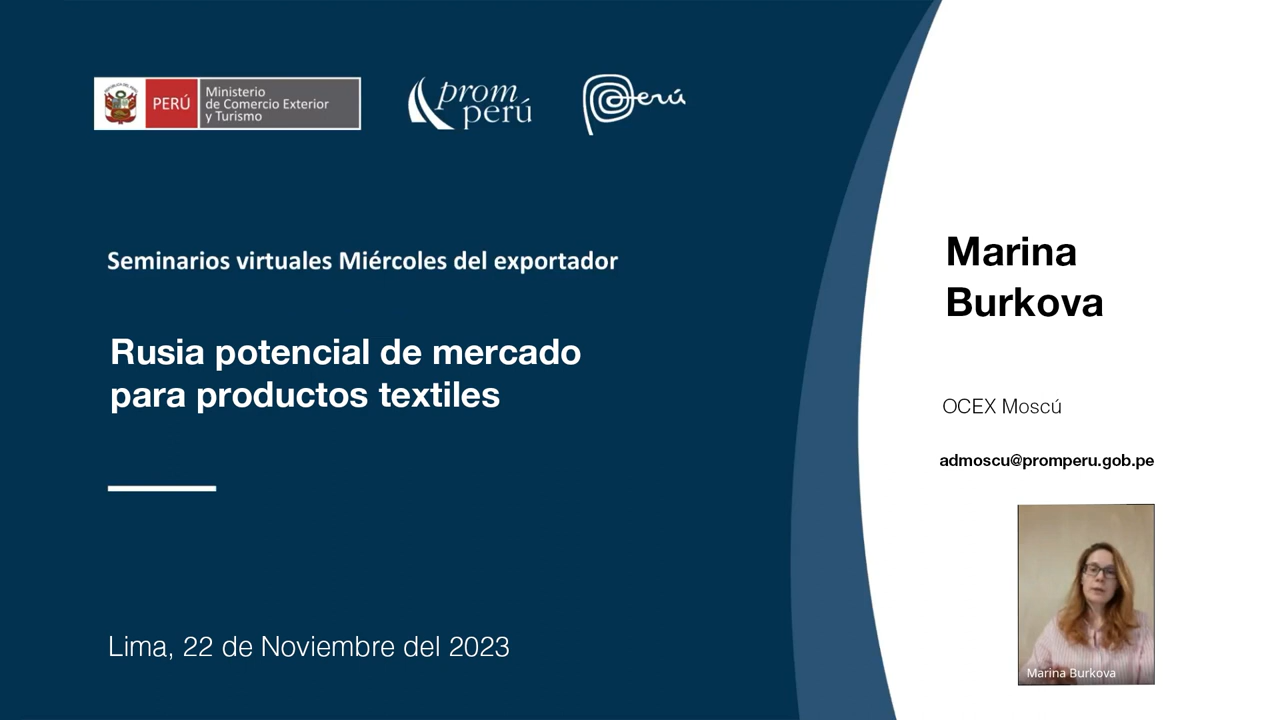 PERÚ
Ministerio
de Comercio Exterior
y Turismo
prom
perú
Perú
Seminarios virtuales Miércoles del exportador
Rusia potencial de mercado
para productos textiles
Lima, 22 de Noviembre del 2023
Marina
Burkova
OCEX Moscú
admoscu@promperu.gob.pe
Marina Burkova